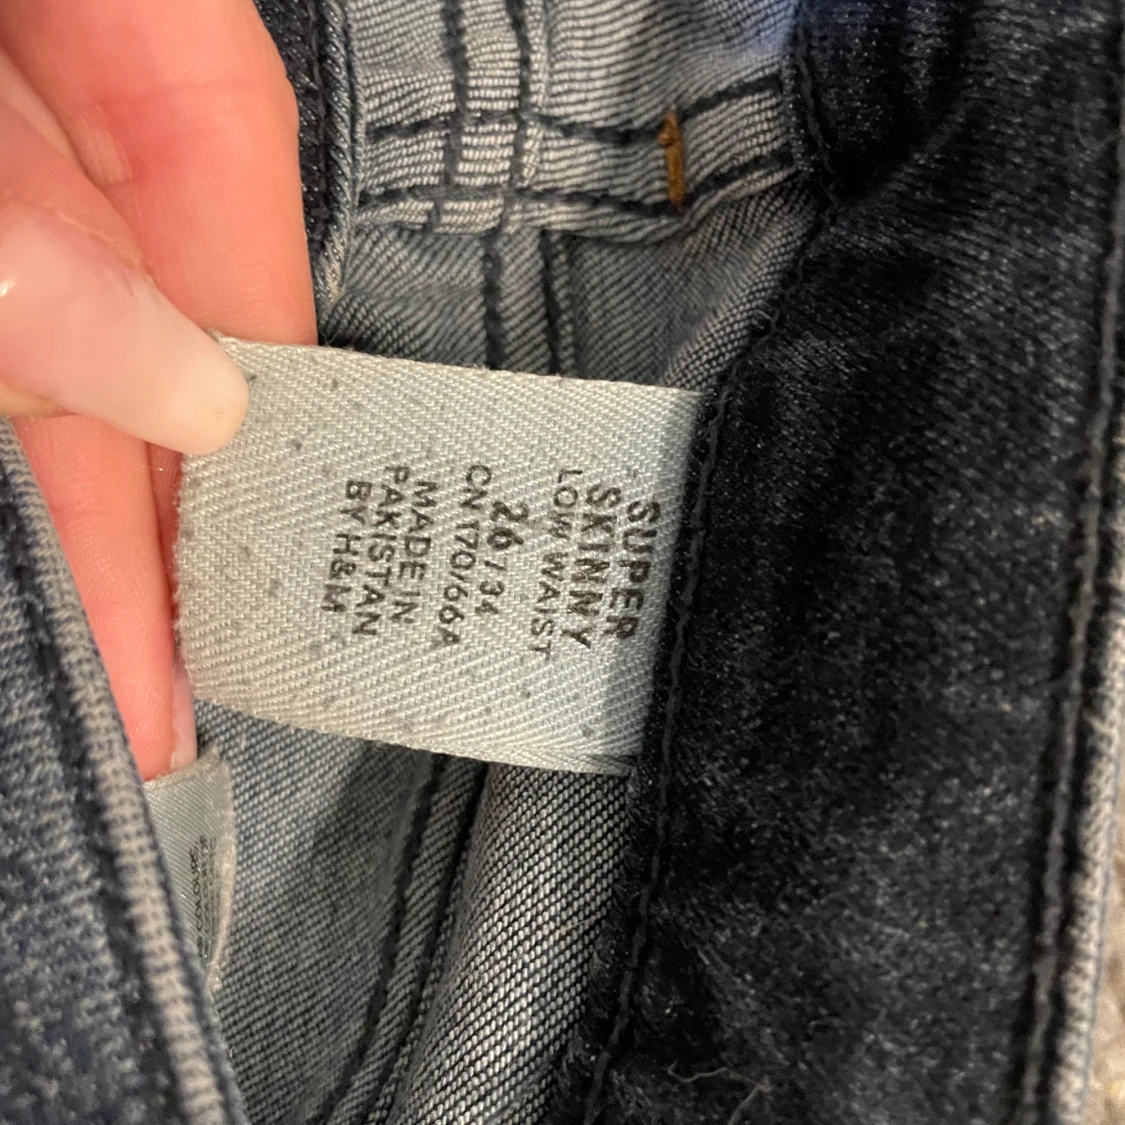 SUPER
SKINNY
LOW WAIST
26/34
CN 170/66A
MADE IN
PAKISTAN
BY H&M